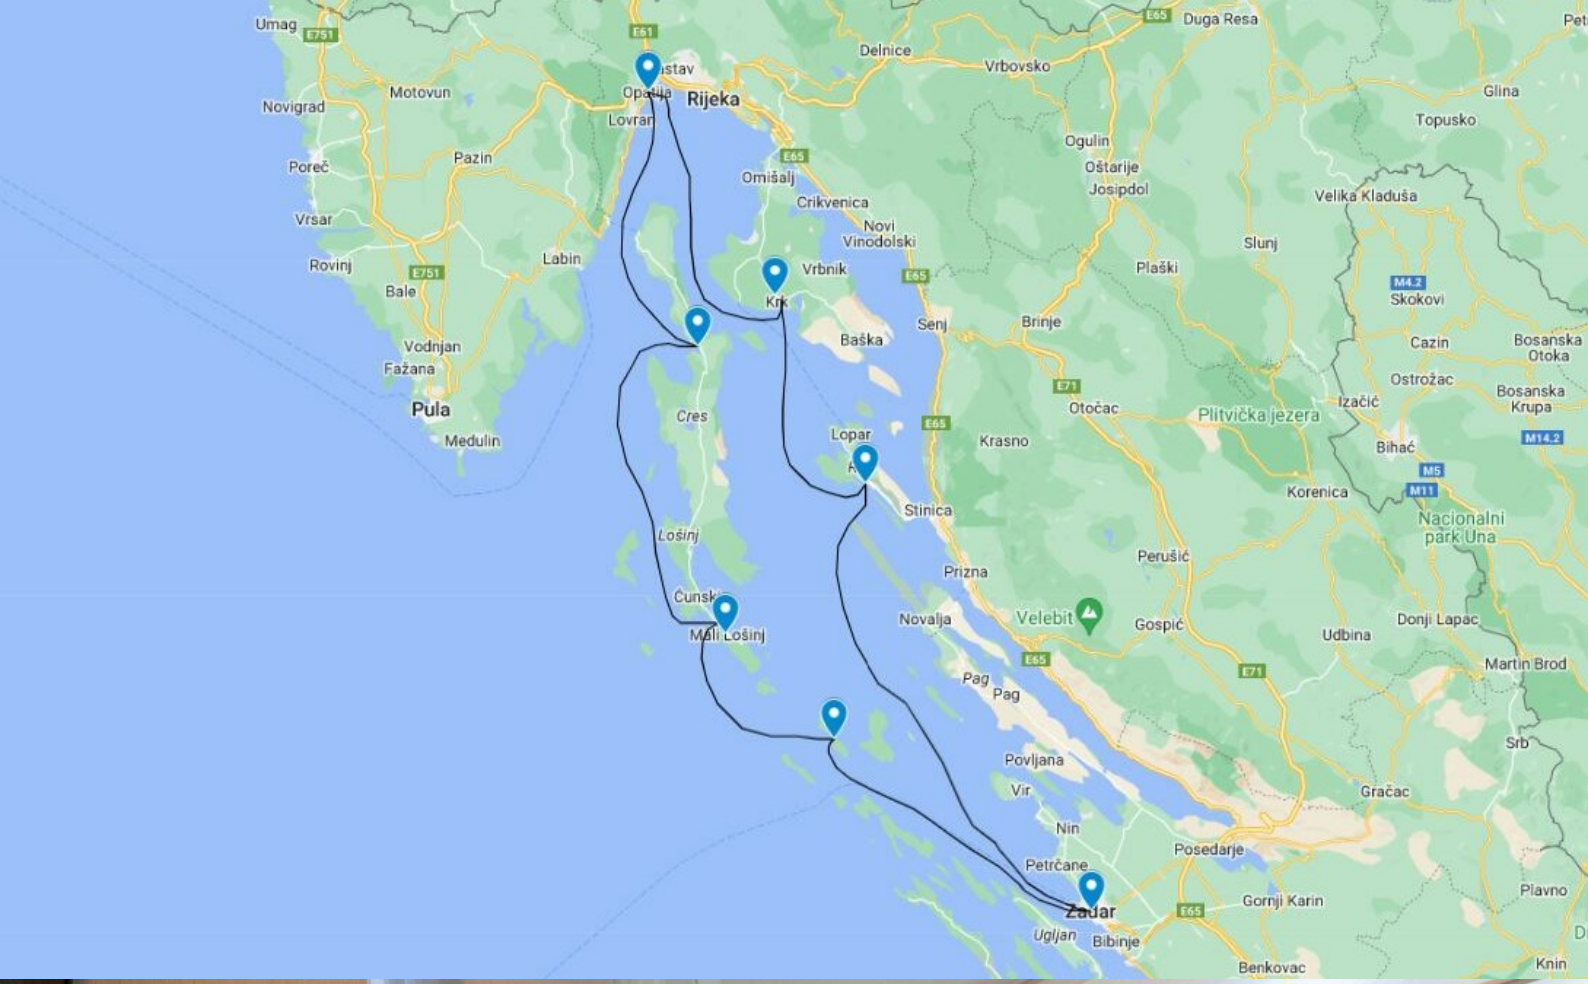 Umag
E751
E61
E65
Duga Resa
Delnice
Vrbovsko
astav
Opatija
Rijeka
Motovun
Novigrad
Lovran
Glina
Topusko
Ogulin
Pazin
Poreč
E65
Omišalj
Oštarije
Josipdol
Crikvenica
Velika Kladuša
Vrsar
Novi
Vinodolski
Labin
Rovinj
E751
Bale
Vrbnik
Krk
E65
Plaški
Slunj
M4.2
Skokovi
Senj
Brinje
Baška
Cazin
Bosanska
Otoka
Vodnjan
Fažana
Pula
Medulin
Cres
E71
Otočac
Ostrožac
Izačić
Bosanska
Krupa
Plitvička jezera
Lopar
E65
Krasno
Bihać
M14.2
M5
M11
Korenica
Stinica
Nacionalni
park Una
Lošinj
Perušić
Prizna
Čunski
Mali Lošinj
Novalja
Velebit
Gospić
Donji Lapac
Udbina
E65
E71
Martin Brod
Pag
Pag
Srb
Povljana
Vir
Gračac
Nin
Posedarje
Petrčane
Zadar
E65
Gornji Karin
Plavno
Ugljan
Bibinje
Benkovac
Knin